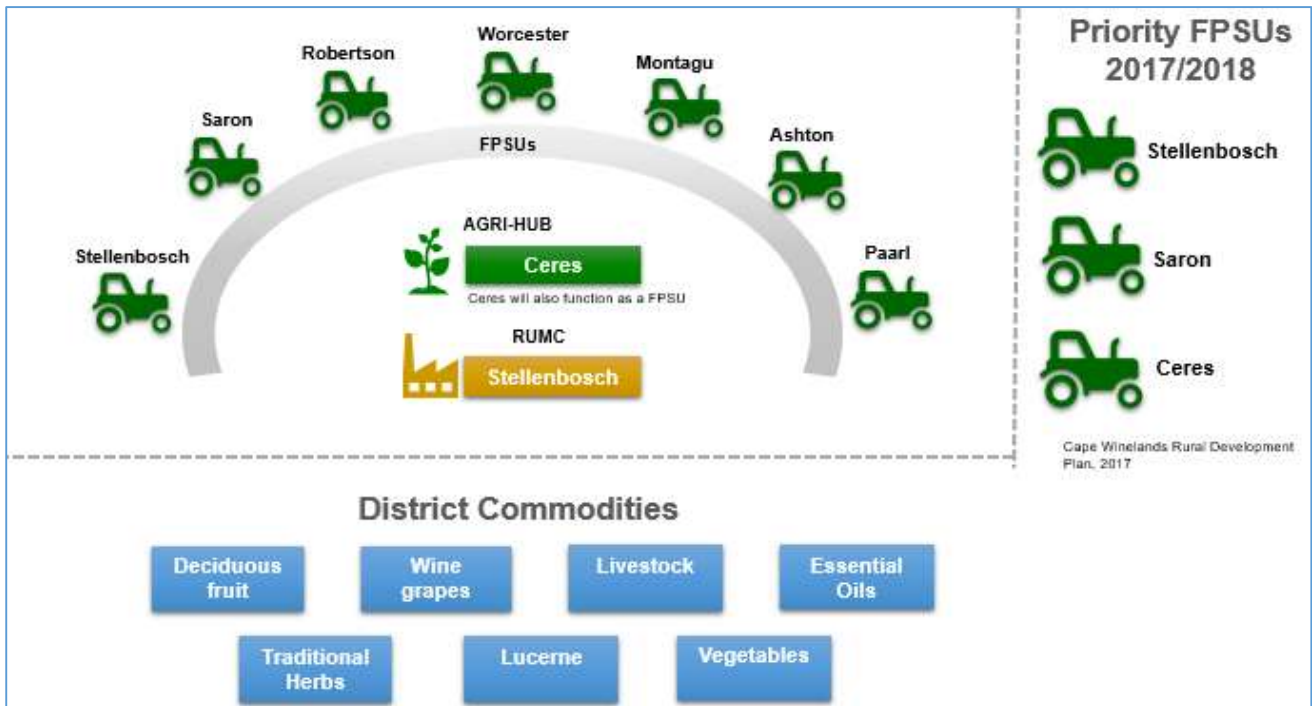 Worcester
Robertson
Montagu
Saron
Ashton
FPSUs
Stellenbosch
Paarl
AGRI-HUB
Ceres
Ceres will also function as a FPSU
RUMC
Stellenbosch
Priority FPSUs
2017/2018
Stellenbosch
Saron
Ceres
Cape Winelands Rural Development
Plan, 2017
District Commodities
Deciduous
fruit
Wine
grapes
Livestock
Essential
Oils
Traditional
Herbs
Lucerne
Vegetables